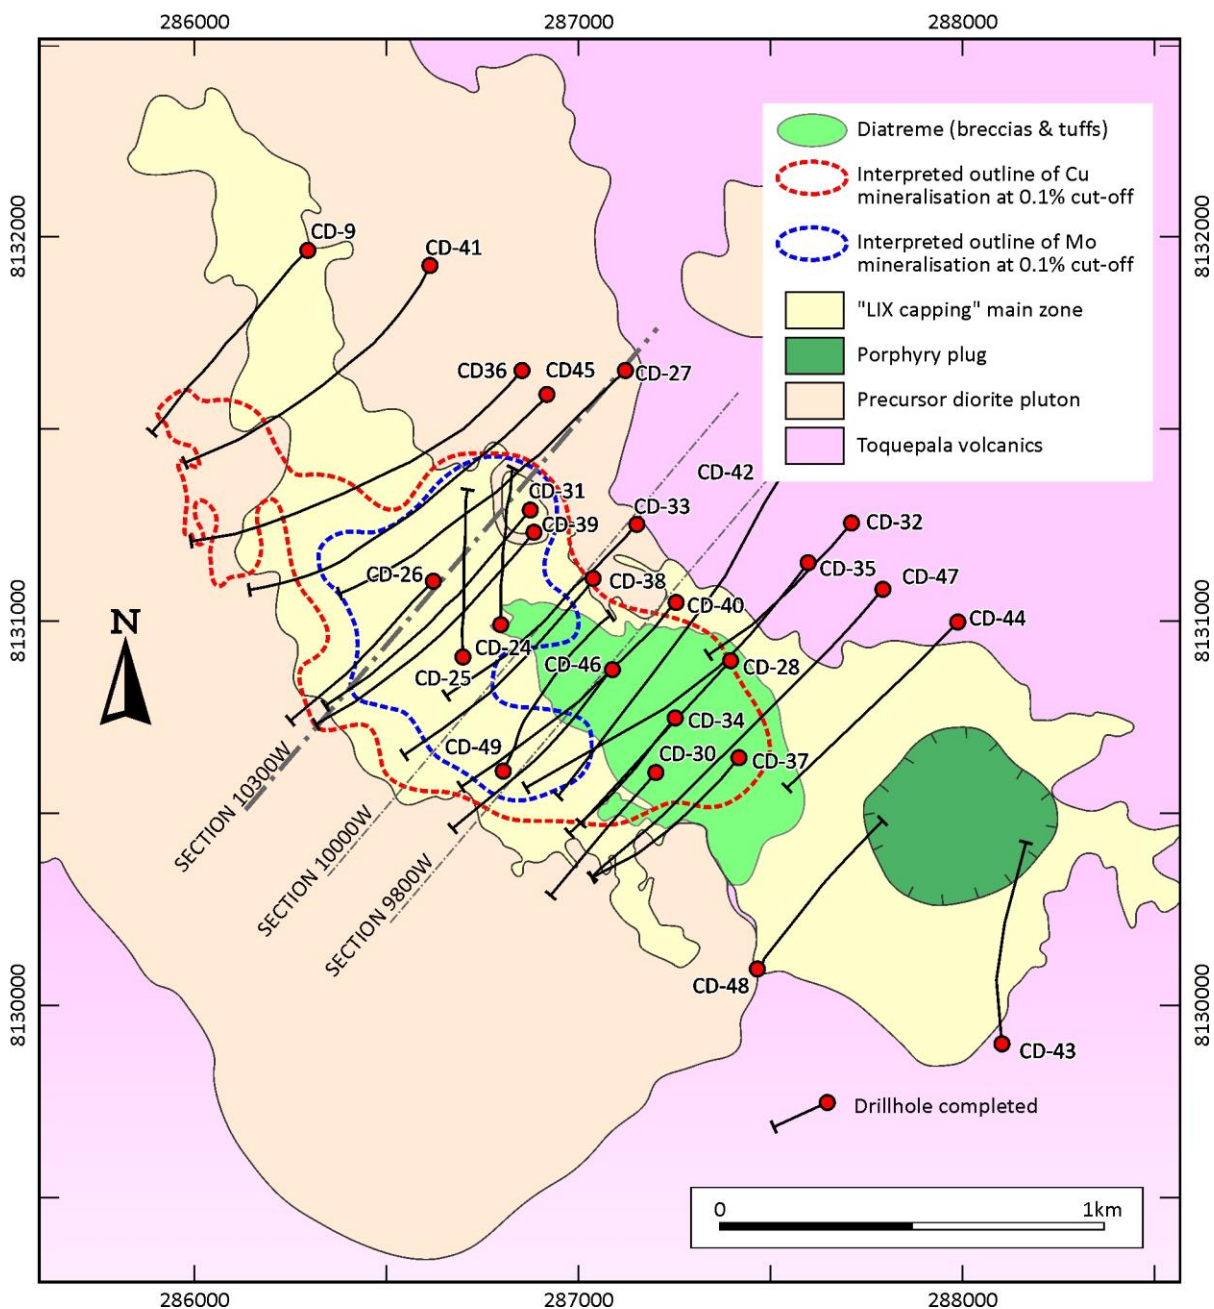 286000
287000
288000
8132000
8131000
8130000
8132000
8131000
8130000
Diatreme (breccias & tuffs)
Interpreted outline of Cu
mineralisation at 0.1% cut-off
Interpreted outline of Mo
mineralisation at 0.1% cut-off
"LIX capping" main zone
Porphyry plug
Precursor diorite pluton
Toquepala volcanics
CD-9
CD-41
CD36
CD45
CD-27
CD-42
CD-31
CD-33
CD-39
CD-32
CD-35
CD-26
CD-38
CD-47
CD-40
CD-44
N
CD-24
CD-46
CD-28
CD-25
CD-34
CD-49
CD-30
CD-37
SECTION 10300W
SECTION 10000W
SECTION 9800W
CD-48
CD-43
Drillhole completed
0
1km
286000
287000
288000